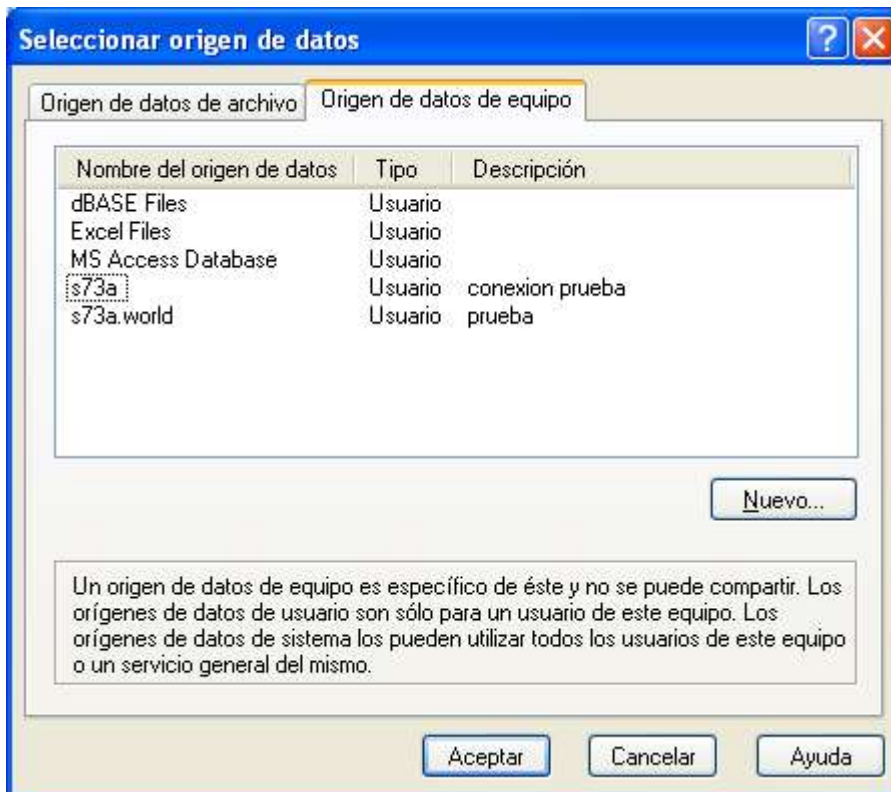 Seleccionar origen de datos
Origen de datos de archivo Origen de datos de equipo
Nombre del origen de datos Tipo Descripción
dBASE Files Usuario
Excel Files Usuario
MS Access Database Usuario
s73a Usuario conexion prueba
s73a.world Usuario prueba
Nuevo...
Un origen de datos de equipo es específico de éste y no se puede compartir. Los
orígenes de datos de usuario son sólo para un usuario de este equipo. Los
orígenes de datos de sistema los pueden utilizar todos los usuarios de este equipo
o un servicio general del mismo.
Aceptar Cancelar Ayuda